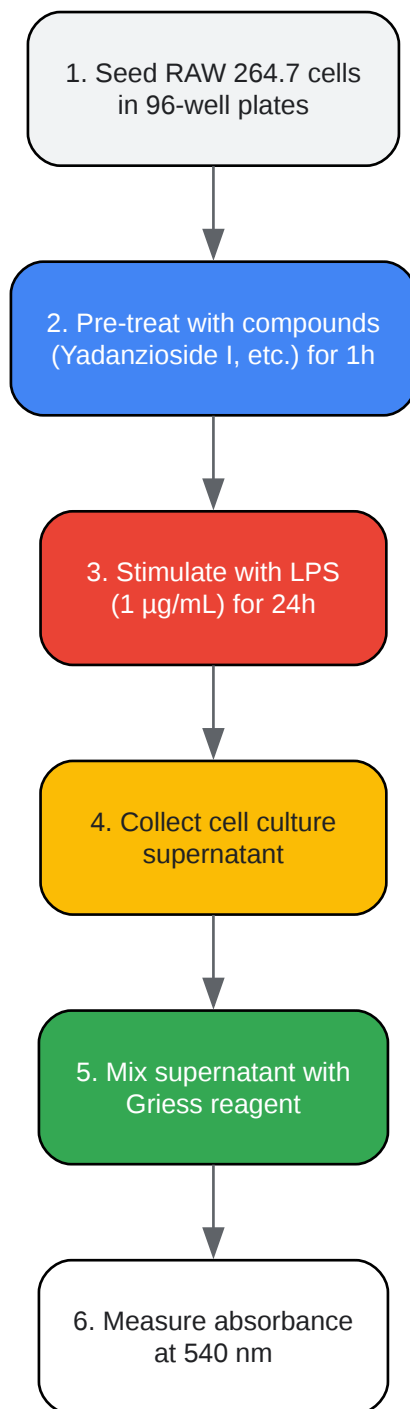 1. Seed RAW 264.7 cells
in 96-well plates
2. Pre-treat with compounds
(Yadanzioside I, etc.) for 1h
3. Stimulate with LPS
(1 µg/mL) for 24h
4. Collect cell culture
supernatant
5. Mix supernatant with
Griess reagent
6. Measure absorbance
at 540 nm